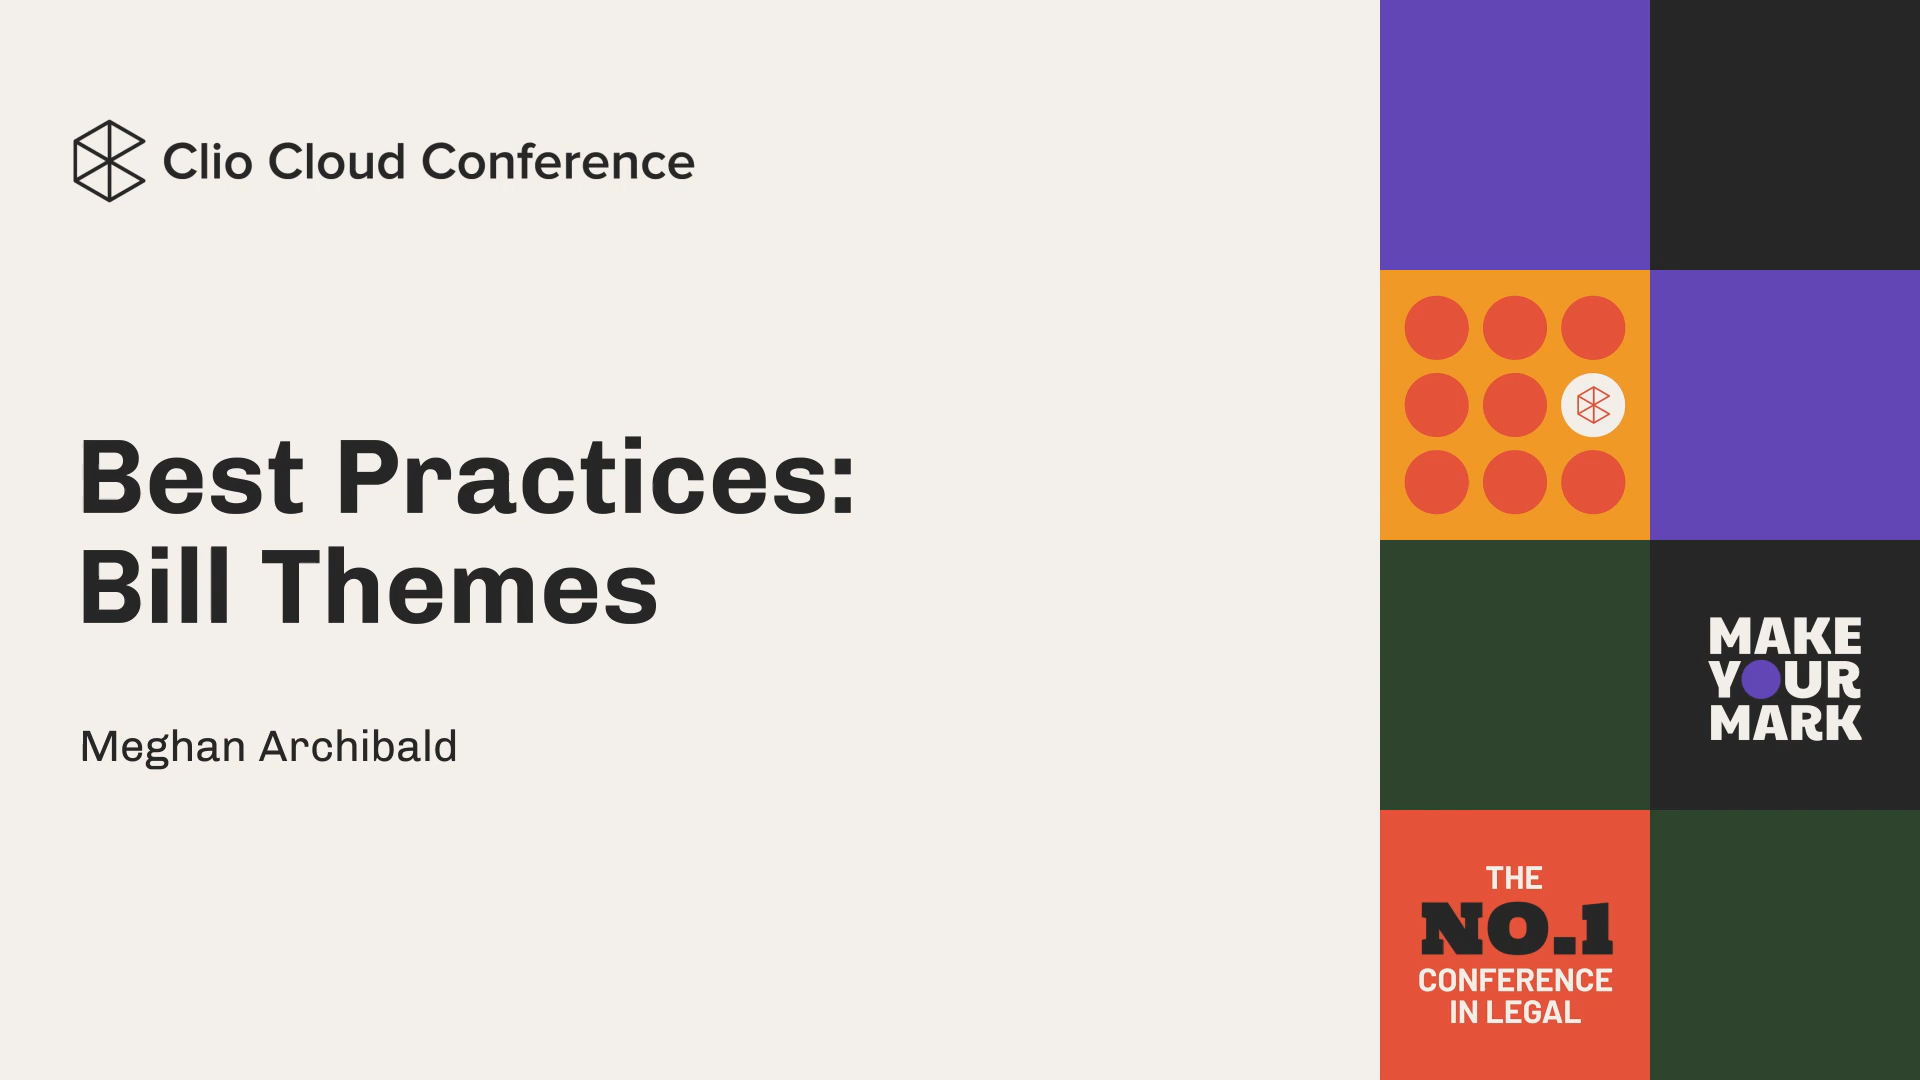 Clio Cloud Conference
Best Practices:
Bill Themes
Meghan Archibald
MAKE
YOUR
MARK
THE
NO.1
CONFERENCE
IN LEGAL